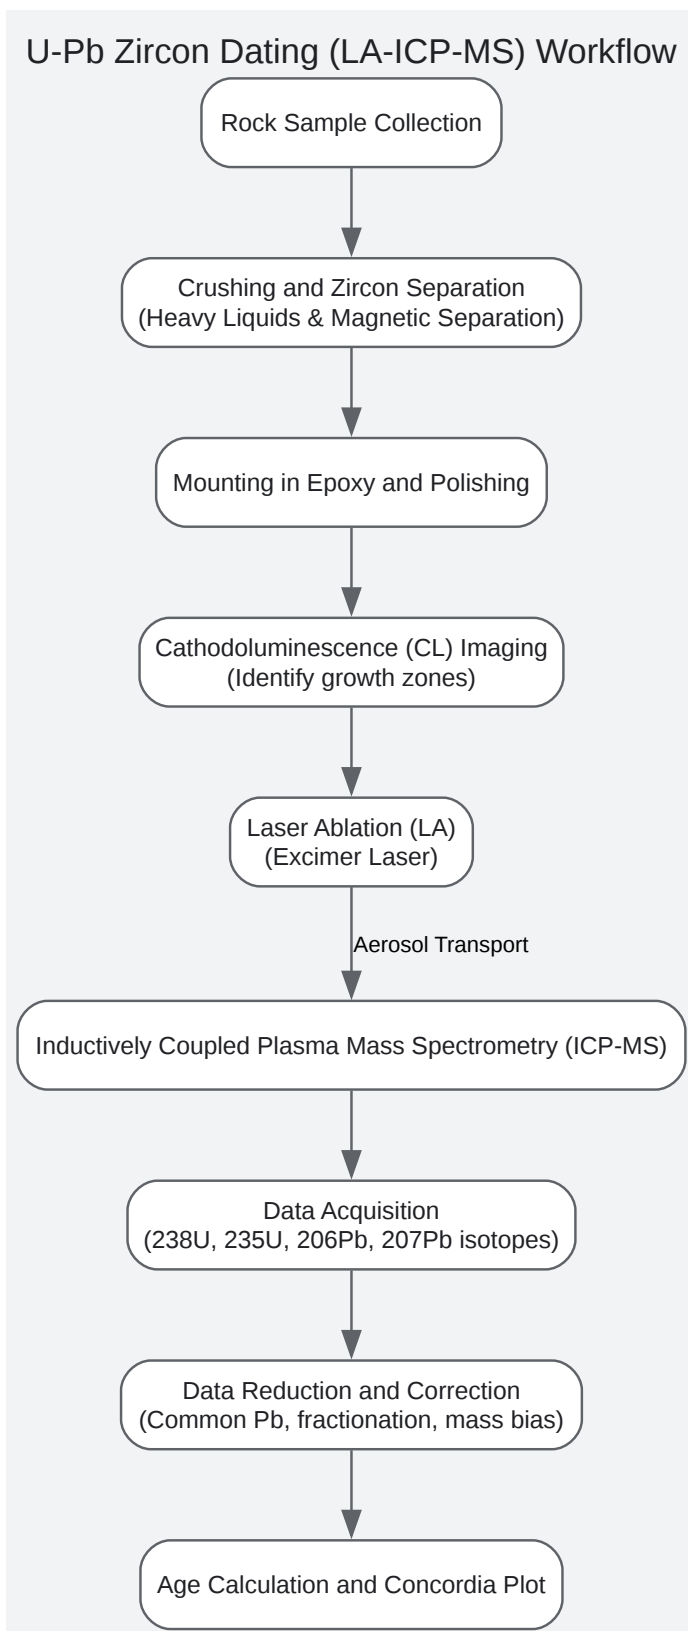 U-Pb Zircon Dating (LA-ICP-MS) Workflow
Rock Sample Collection
Crushing and Zircon Separation
(Heavy Liquids & Magnetic Separation)
Mounting in Epoxy and Polishing
Cathodoluminescence (CL) Imaging
(Identify growth zones)
Laser Ablation (LA)
(Excimer Laser)
Aerosol Transport
Inductively Coupled Plasma Mass Spectrometry (ICP-MS)
Data Acquisition
(238U, 235U, 206Pb, 207Pb isotopes)
Data Reduction and Correction
(Common Pb, fractionation, mass bias)
Age Calculation and Concordia Plot